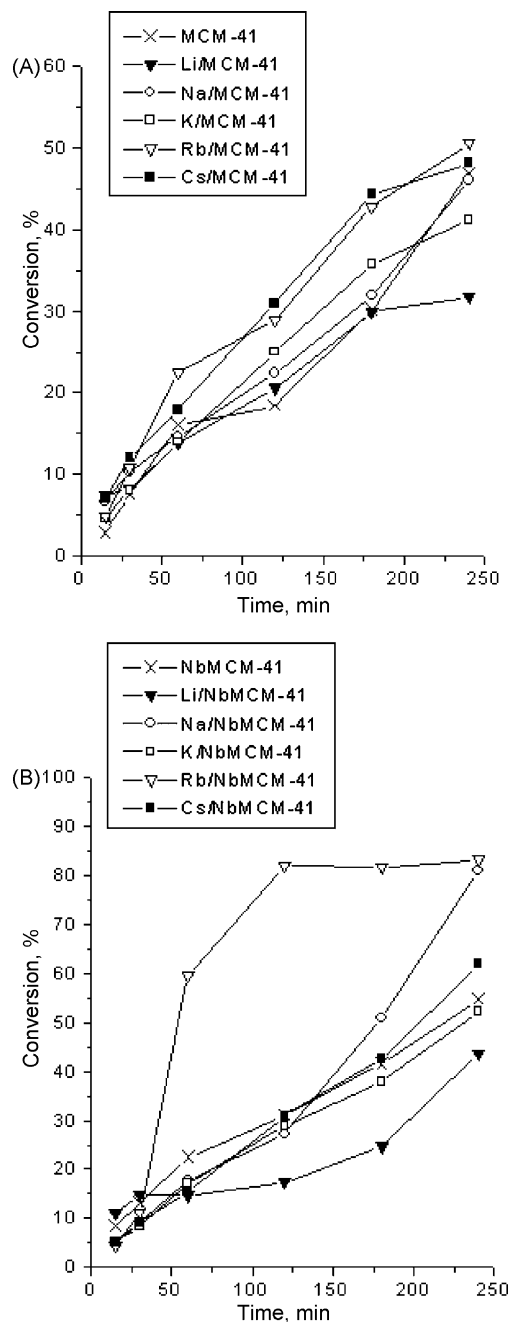 MCM-41
Li/MCM-41
Na/MCM-41
K/MCM-41
Rb/MCM-41
Cs/MCM-41
(A)
60
50
40
30
20
10
0
Conversion, %
0 50 100 150 200 250
Time, min
NbMCM-41
Li/NbMCM-41
Na/NbMCM-41
K/NbMCM-41
Rb/NbMCM-41
Cs/NbMCM-41
(B)
100
90
80
70
60
50
40
30
20
10
0
Conversion, %
0 50 100 150 200 250
Time, min